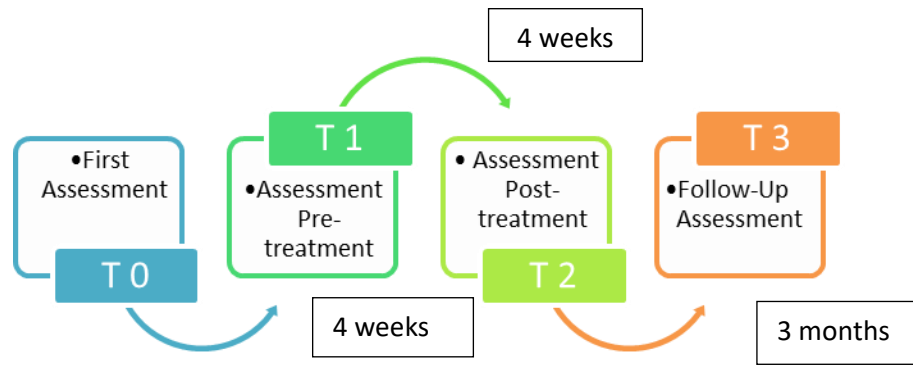 4 weeks
•First
Assessment
T 0
T 1
•Assessment
Pre-
treatment
4 weeks
• Assessment
Post-
treatment
T 2
T 3
•Follow-Up
Assessment
3 months